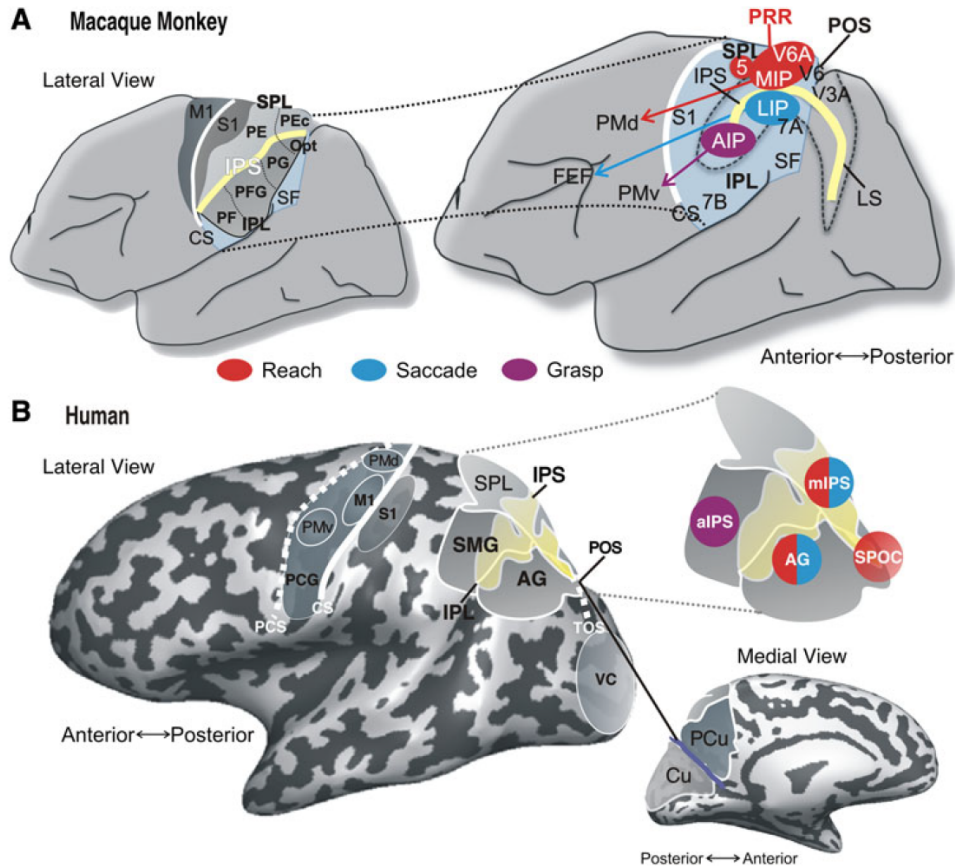 A Macaque Monkey
Lateral View
M1
S1
SPL
PE
PEc
Opt
IPS
PG
PFG
SF
PF
IPL
CS
PRR
POS
SPL
5
V6A
V6
MIP
V3A
IPS
LIP
S1
PMd
7A
AIP
SF
FEF
IPL
PMv
7B
LS
CS
Reach
Saccade
Grasp
Anterior↔Posterior
B Human
Lateral View
PMd
SPL
IPS
M1
S1
PMv
SMG
POS
PCG
AG
CS
IPL
PCS
TOS
VC
Anterior↔Posterior
mIPS
aIPS
AG
SPOC
Medial View
PCu
Cu
Posterior↔Anterior